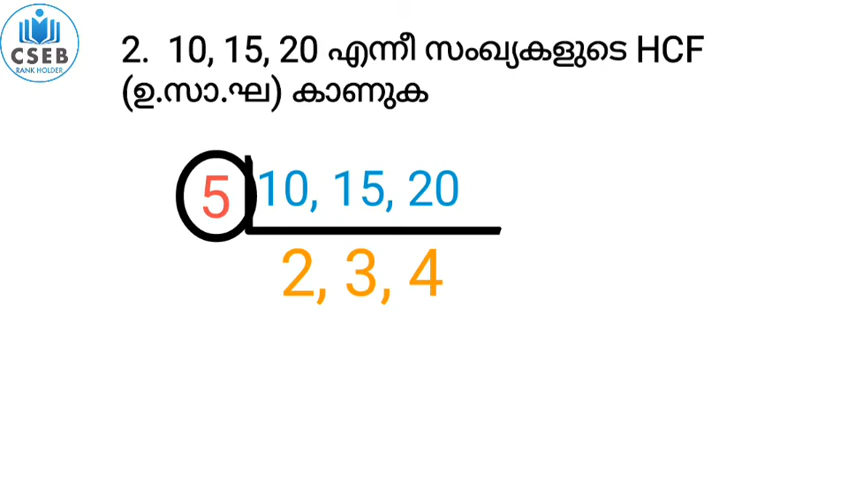 CSEB
RANK HOLDER
2. 10, 15, 20 എന്നീ സംഖ്യകളുടെ HCF
(ഉ.സാ.ഘ) കാണുക
5 10, 15, 20
2, 3, 4